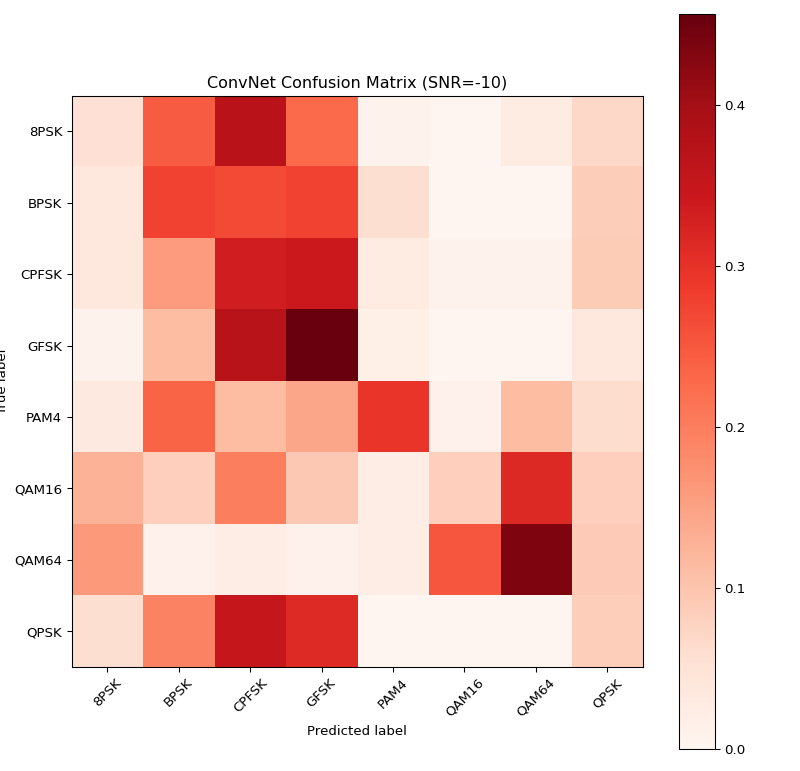 ConvNet Confusion Matrix (SNR=-10)
8PSK
BPSK
CPFSK
GFSK
PAM4
QAM16
QAM64
QPSK
8PSK
BPSK
CPFSK
GFSK
PAM4
QAM16
QAM64
QPSK
Predicted label
0.4
0.3
0.2
0.1
0.0